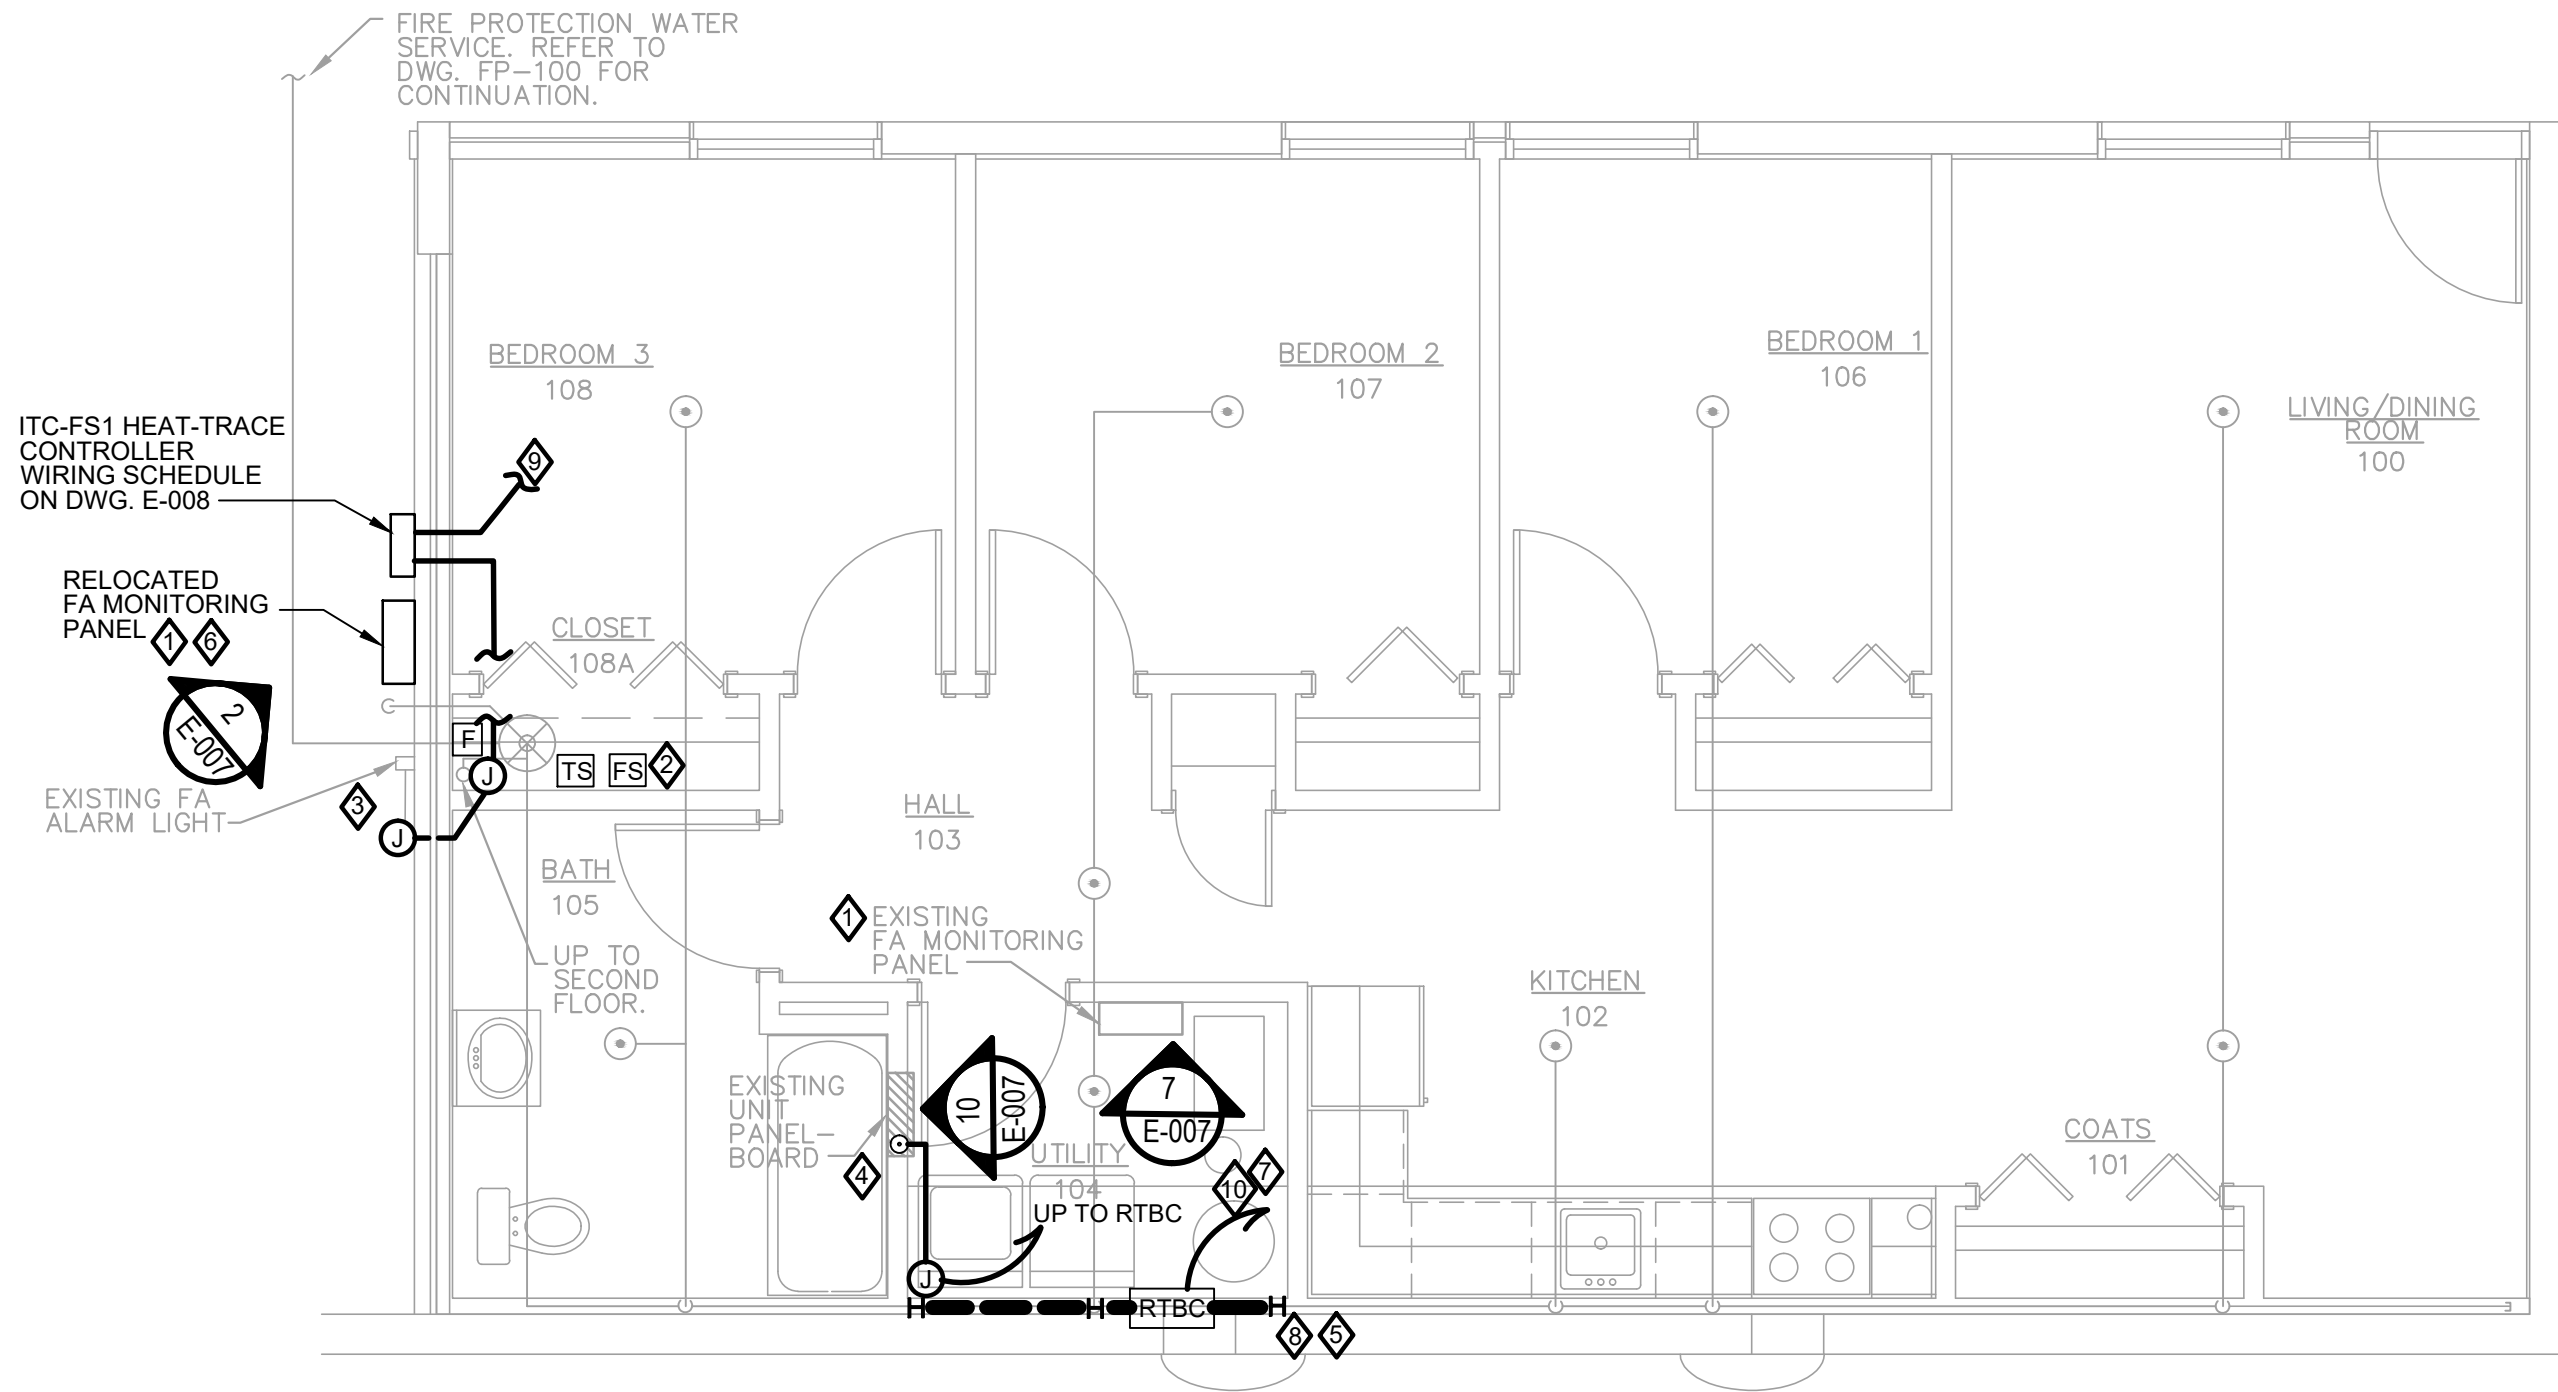 FIRE PROTECTION WATER
SERVICE. REFER TO
DWG. FP-100 FOR
CONTINUATION.
BEDROOM 3
108
BEDROOM 2
107
BEDROOM 1
106
LIVING/DINING
ROOM
100
ITC-FS1 HEAT-TRACE
CONTROLLER
WIRING SCHEDULE
ON DWG. E-008
9
RELOCATED
FA MONITORING
PANEL
1
6
CLOSET
108A
2
E-007
F
J
TS
FS
2
EXISTING FA
ALARM LIGHT
3
J
HALL
103
BATH
105
1
EXISTING
FA MONITORING
PANEL
UP TO
SECOND
FLOOR.
KITCHEN
102
EXISTING
UNIT
PANEL-
BOARD
4
10
E-007
7
E-007
UTILITY
104
10
7
UP TO RTBC
COATS
101
J
H
H
RTBC
H
8
5